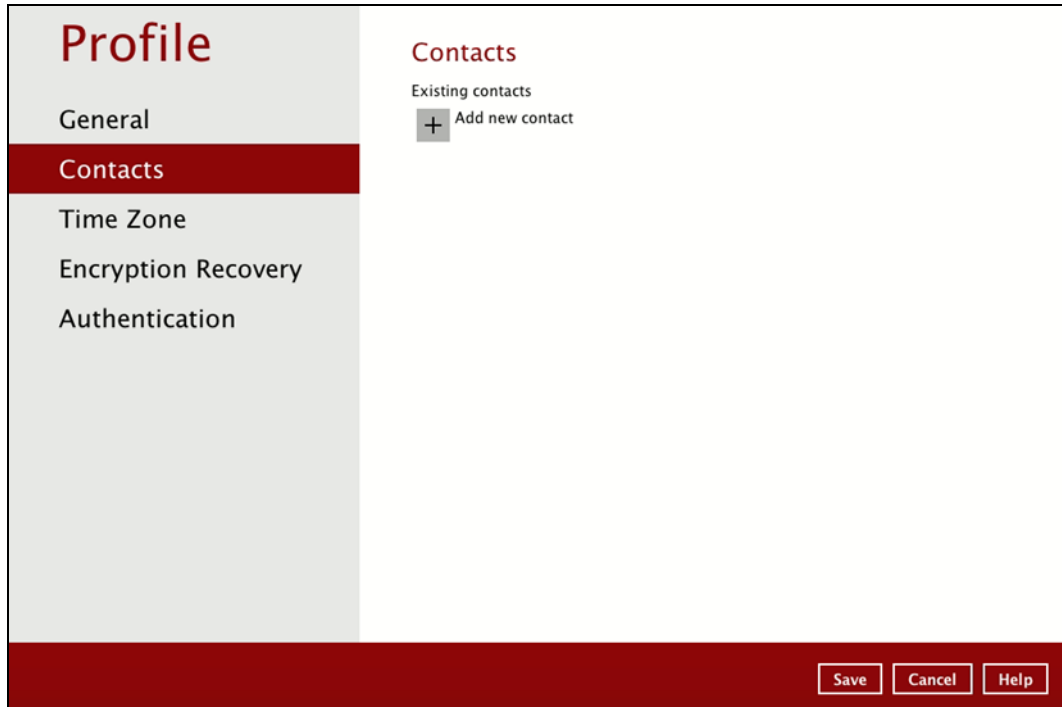 Profile
General
Contacts
Time Zone
Encryption Recovery
Authentication
Contacts
Existing contacts
+ Add new contact
Save Cancel Help